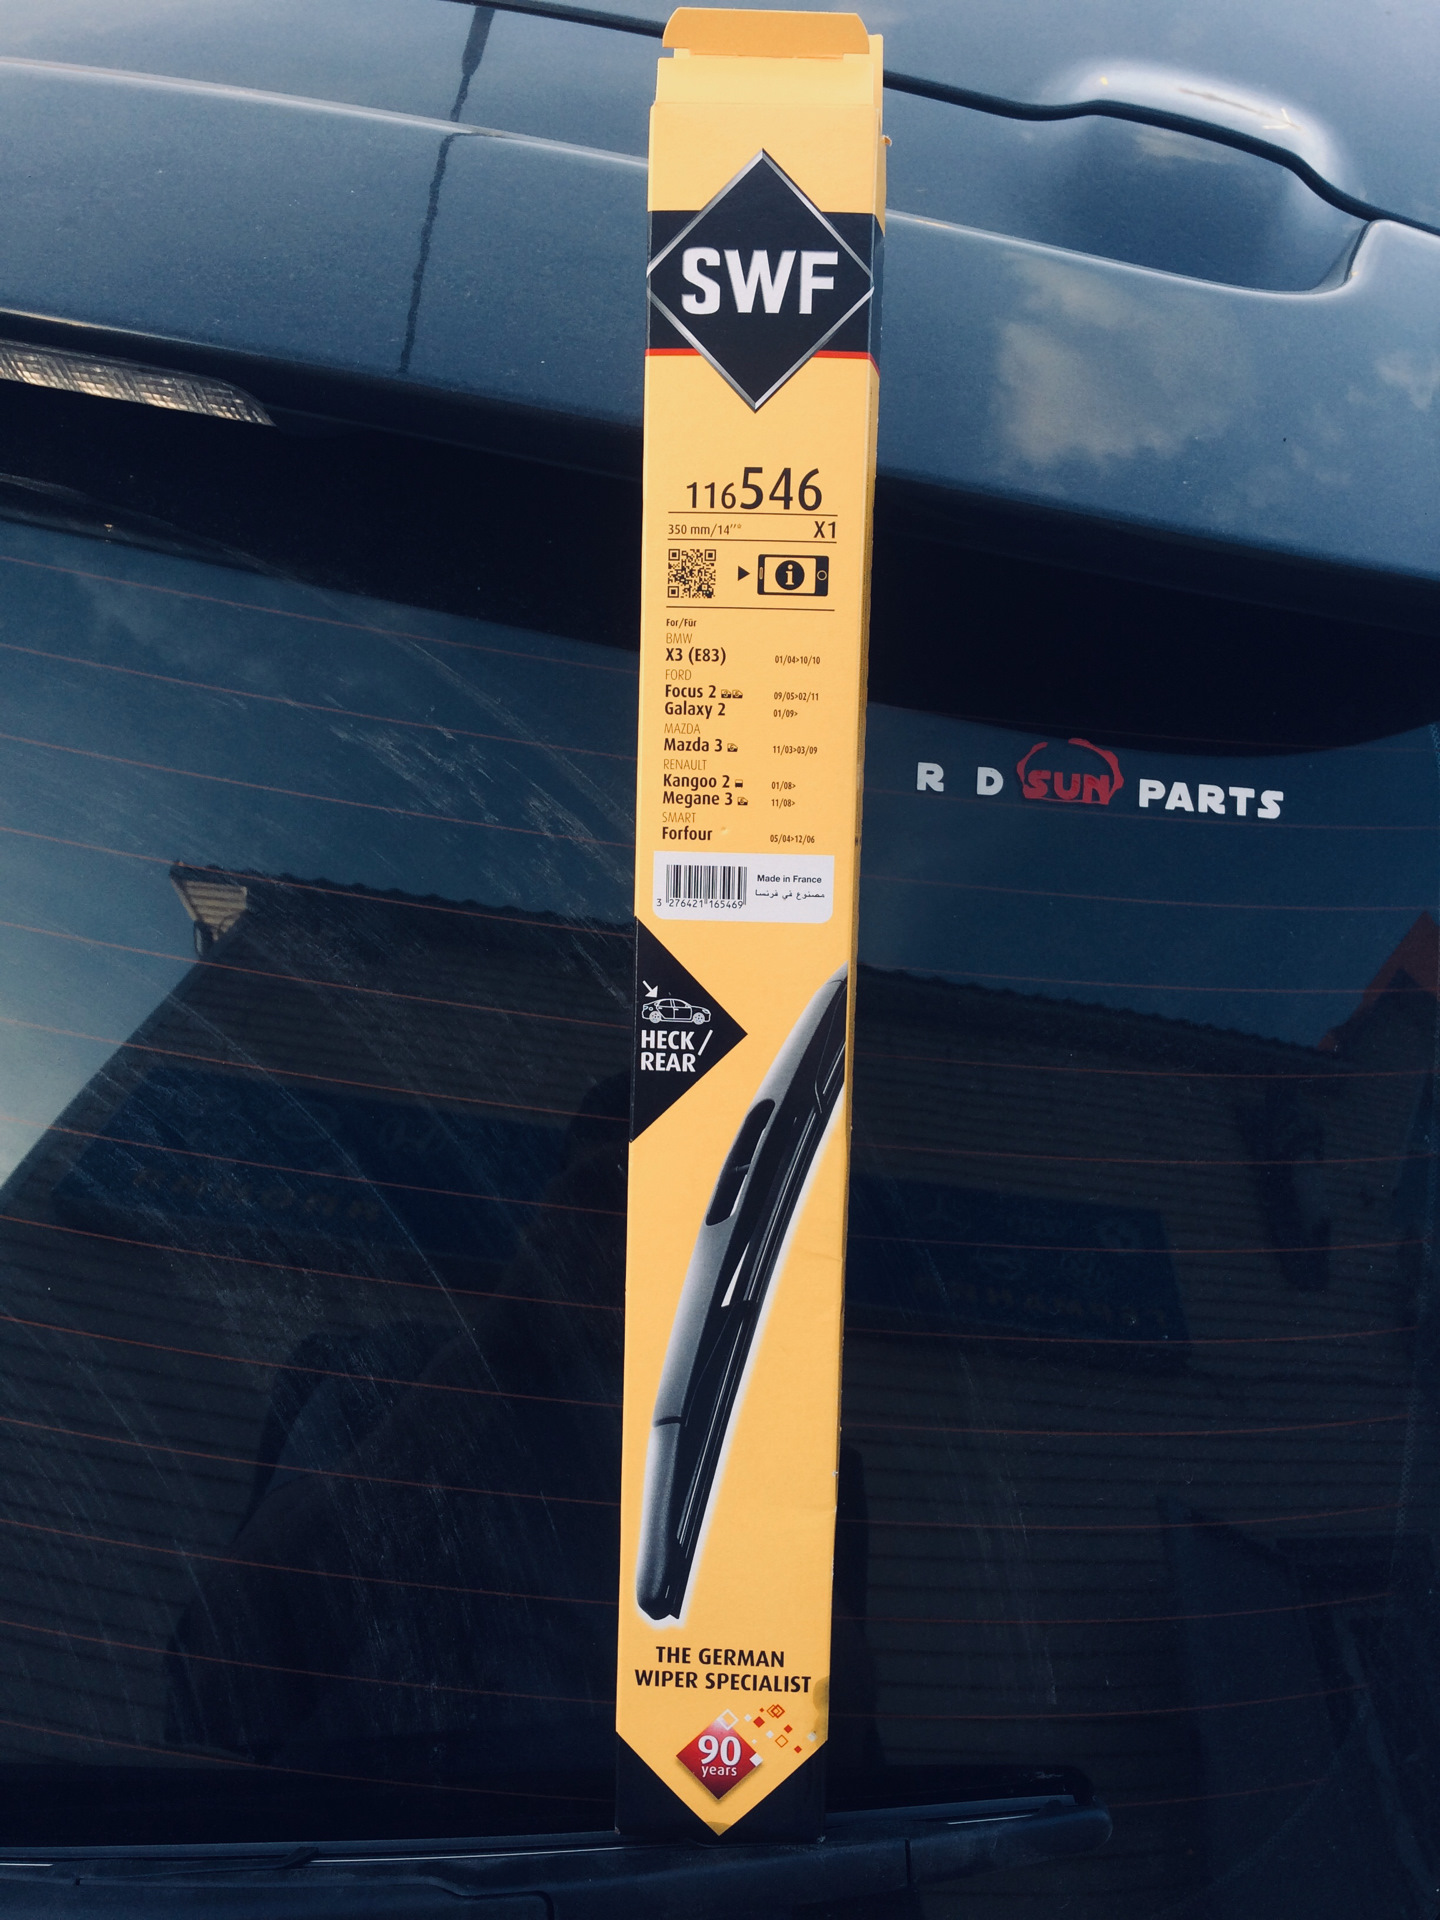 SWF
116546
350 mm/14"* X1
For/Für
BMW
X3 (E83) 01/04>10/10
FORD
Focus 2 09/05>02/11
Galaxy 2 01/09>
MAZDA
Mazda 3 11/03>03/09
RENAULT
Kangoo 2 01/08>
Megane 3 11/08>
SMART
Forfour 05/04>12/06
Made in France
مصنوع في فرنسا
3 276421 165469
R D SUN PARTS
HECK/
REAR
THE GERMAN
WIPER SPECIALIST
90
years